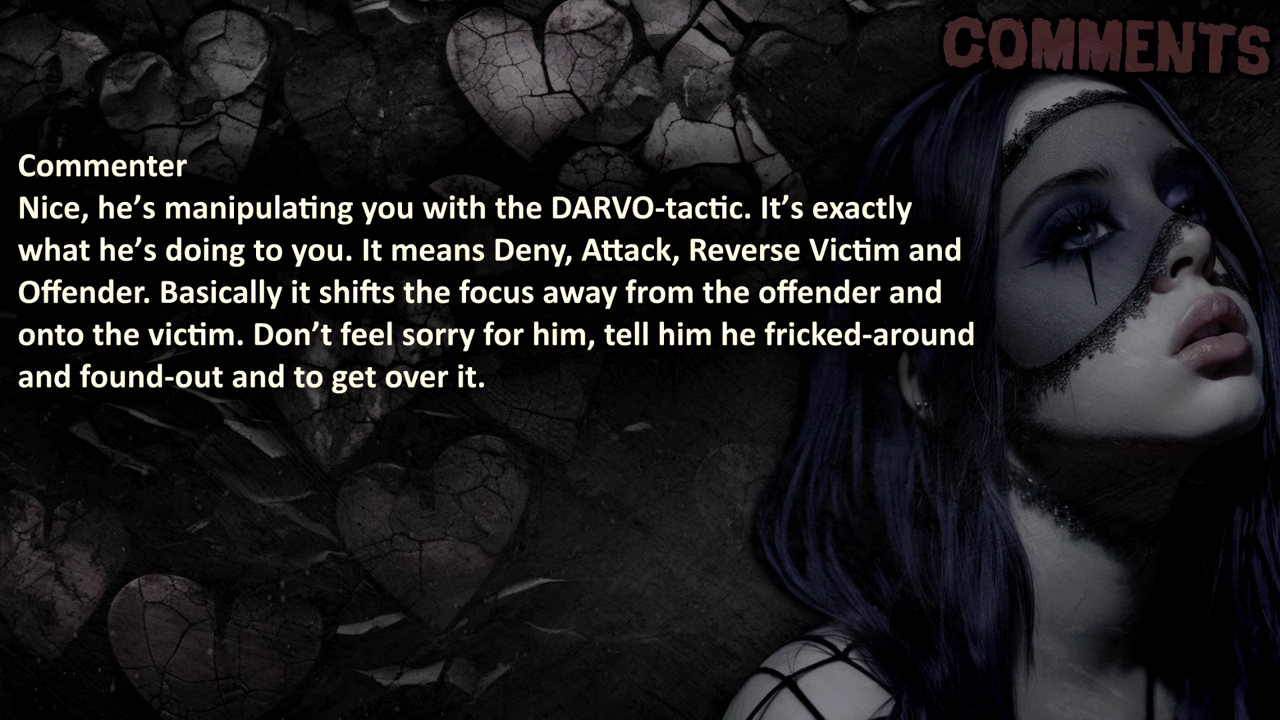 COMMENTS
Commenter
Nice, he's manipulating you with the DARVO-tactic. It's exactly
what he's doing to you. It means Deny, Attack, Reverse Victim and
Offender. Basically it shifts the focus away from the offender and
onto the victim. Don't feel sorry for him, tell him he fricked-around
and found-out and to get over it.